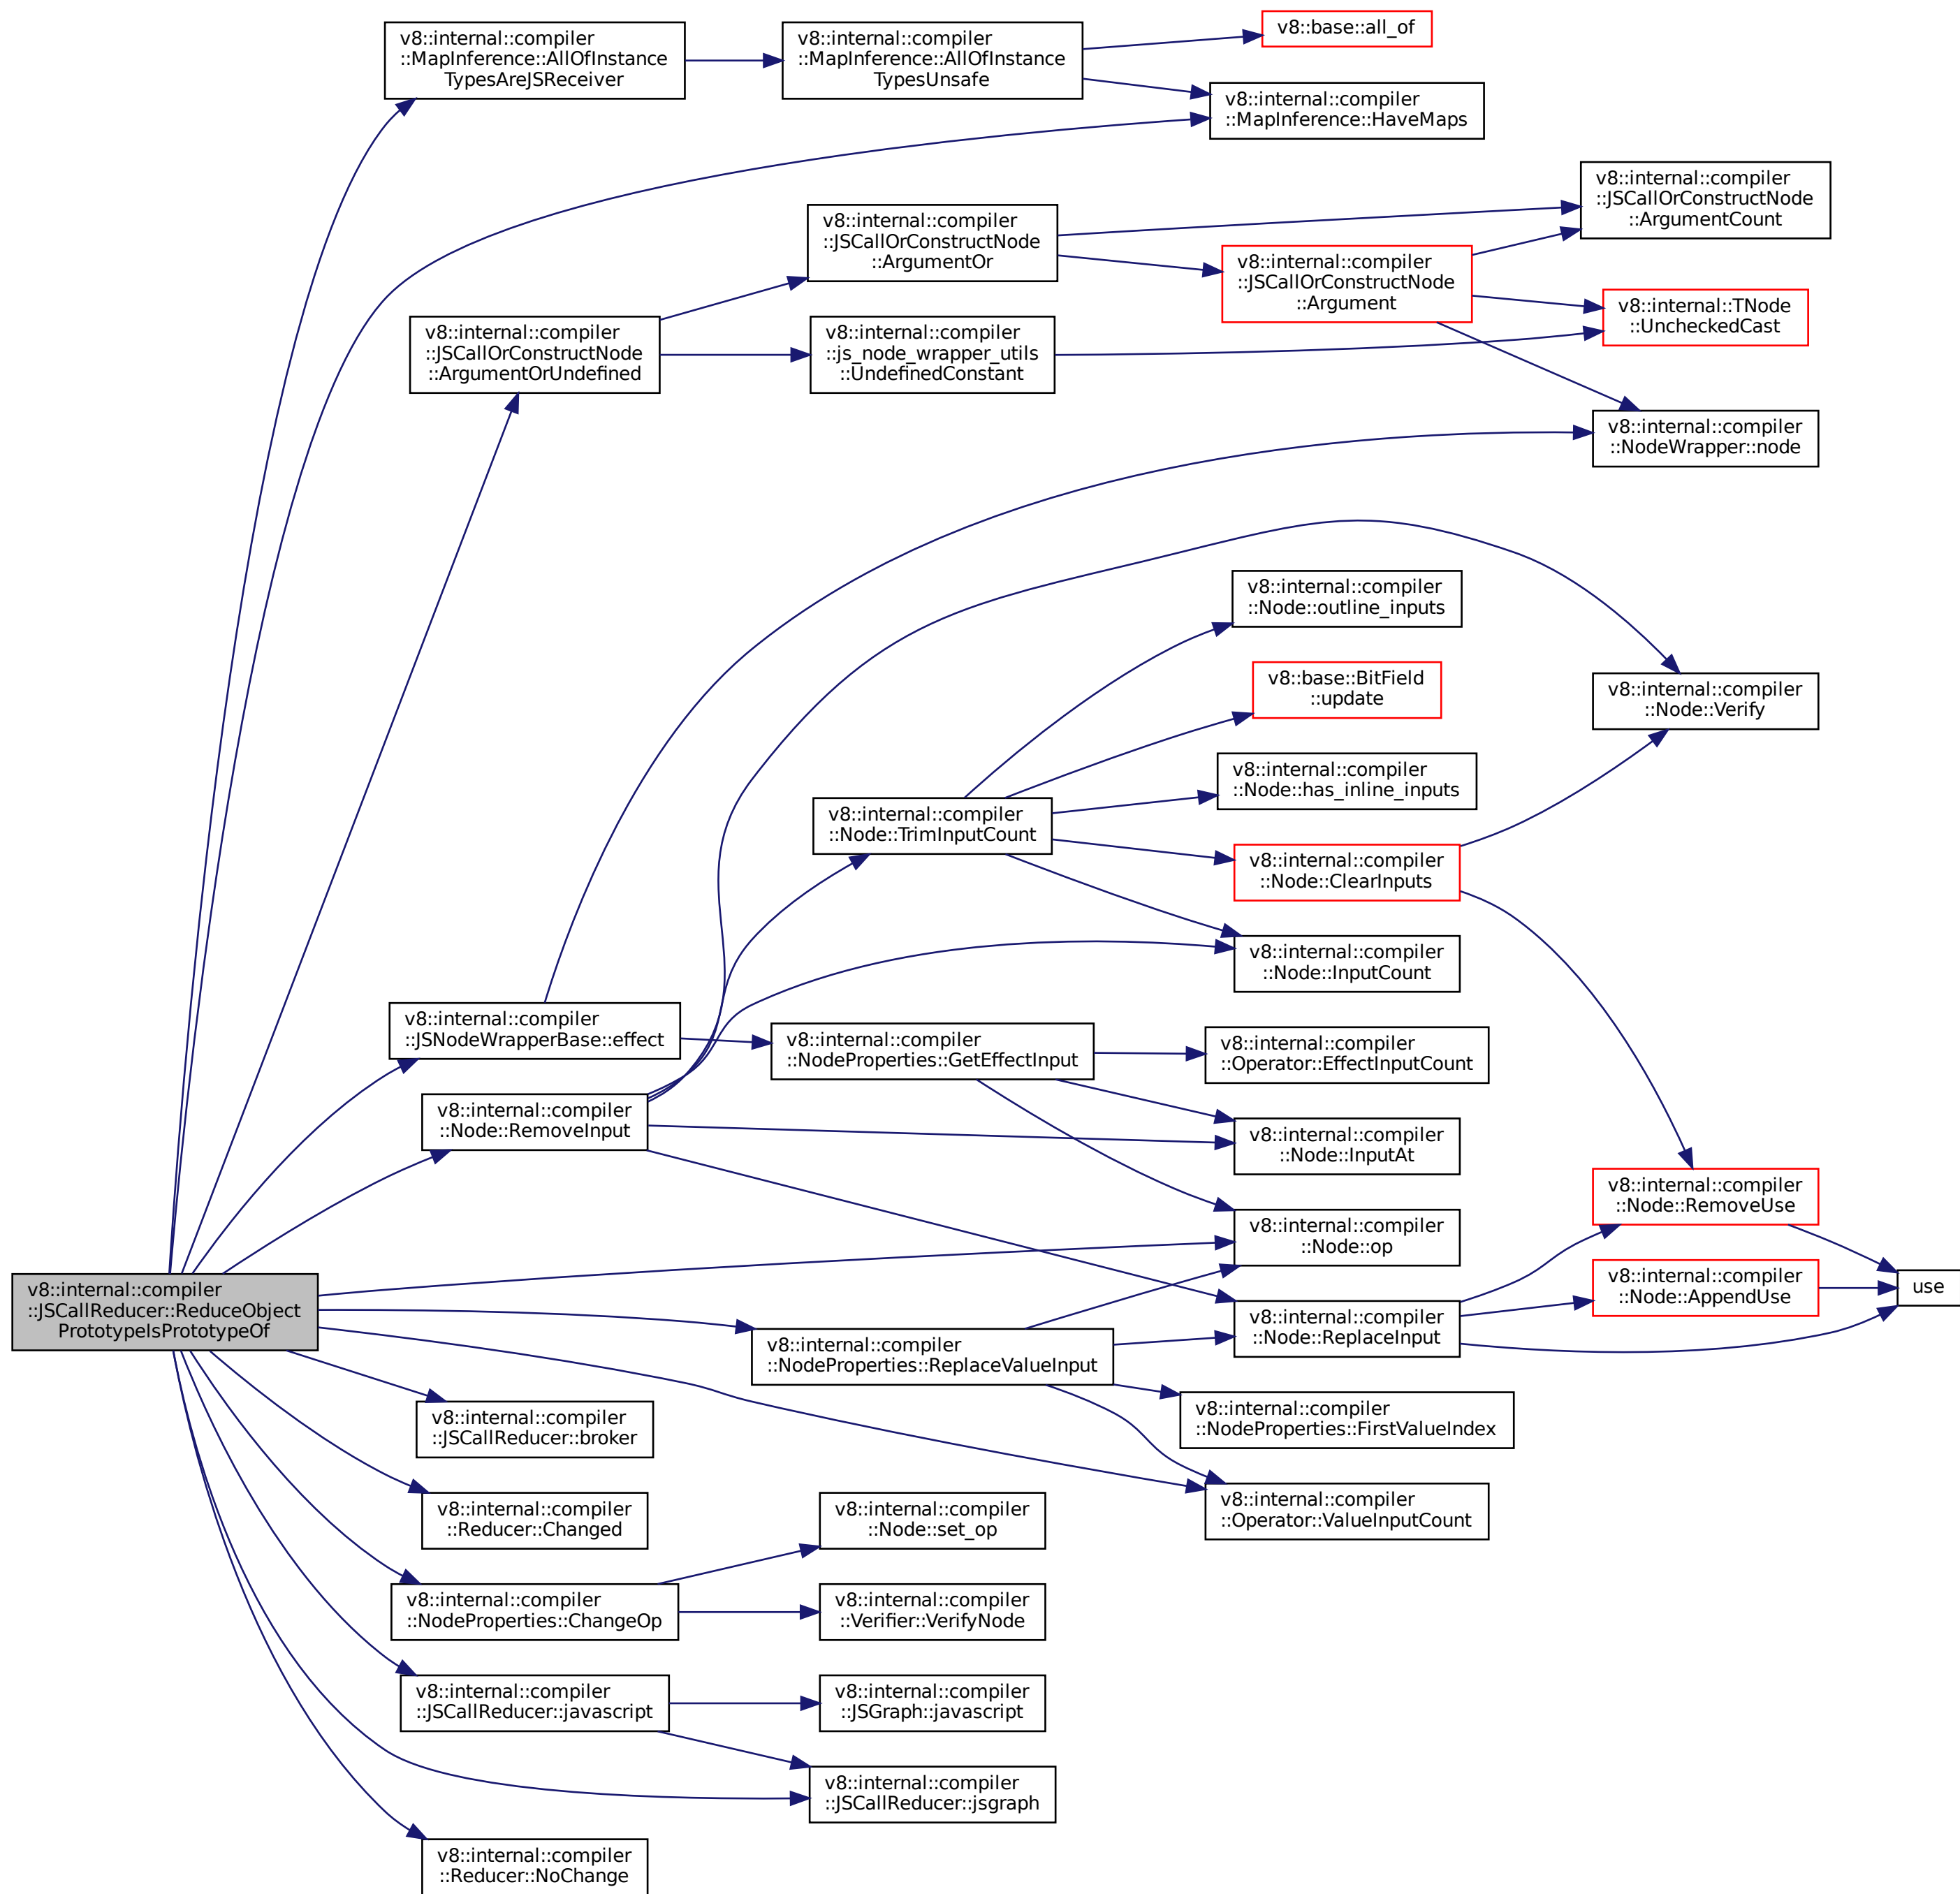 v8::internal::compiler
::MapInference::AllOfInstance
TypesAreJSReceiver
v8::internal::compiler
::MapInference::AllOfInstance
TypesUnsafe
v8::base::all_of
v8::internal::compiler
::MapInference::HaveMaps
v8::internal::compiler
::JSCallOrConstructNode
::ArgumentCount
v8::internal::compiler
::JSCallOrConstructNode
::ArgumentOr
v8::internal::compiler
::JSCallOrConstructNode
::Argument
v8::internal::TNode
::UncheckedCast
v8::internal::compiler
::JSCallOrConstructNode
::ArgumentOrUndefined
v8::internal::compiler
::js_node_wrapper_utils
::UndefinedConstant
v8::internal::compiler
::NodeWrapper::node
v8::internal::compiler
::Node::outline_inputs
v8::base::BitField
::update
v8::internal::compiler
::Node::Verify
v8::internal::compiler
::Node::has_inline_inputs
v8::internal::compiler
::Node::TrimInputCount
v8::internal::compiler
::Node::ClearInputs
v8::internal::compiler
::Node::InputCount
v8::internal::compiler
::JSNodeWrapperBase::effect
v8::internal::compiler
::NodeProperties::GetEffectInput
v8::internal::compiler
::Operator::EffectInputCount
v8::internal::compiler
::Node::RemoveInput
v8::internal::compiler
::Node::InputAt
v8::internal::compiler
::Node::RemoveUse
v8::internal::compiler
::Node::op
v8::internal::compiler
::JSCallReducer::ReduceObject
PrototypeIsPrototypeOf
v8::internal::compiler
::Node::AppendUse
use
v8::internal::compiler
::Node::ReplaceInput
v8::internal::compiler
::NodeProperties::ReplaceValueInput
v8::internal::compiler
::NodeProperties::FirstValueIndex
v8::internal::compiler
::JSCallReducer::broker
v8::internal::compiler
::Operator::ValueInputCount
v8::internal::compiler
::Reducer::Changed
v8::internal::compiler
::Node::set_op
v8::internal::compiler
::NodeProperties::ChangeOp
v8::internal::compiler
::Verifier::VerifyNode
v8::internal::compiler
::JSCallReducer::javascript
v8::internal::compiler
::JSGraph::javascript
v8::internal::compiler
::JSCallReducer::jsgraph
v8::internal::compiler
::Reducer::NoChange